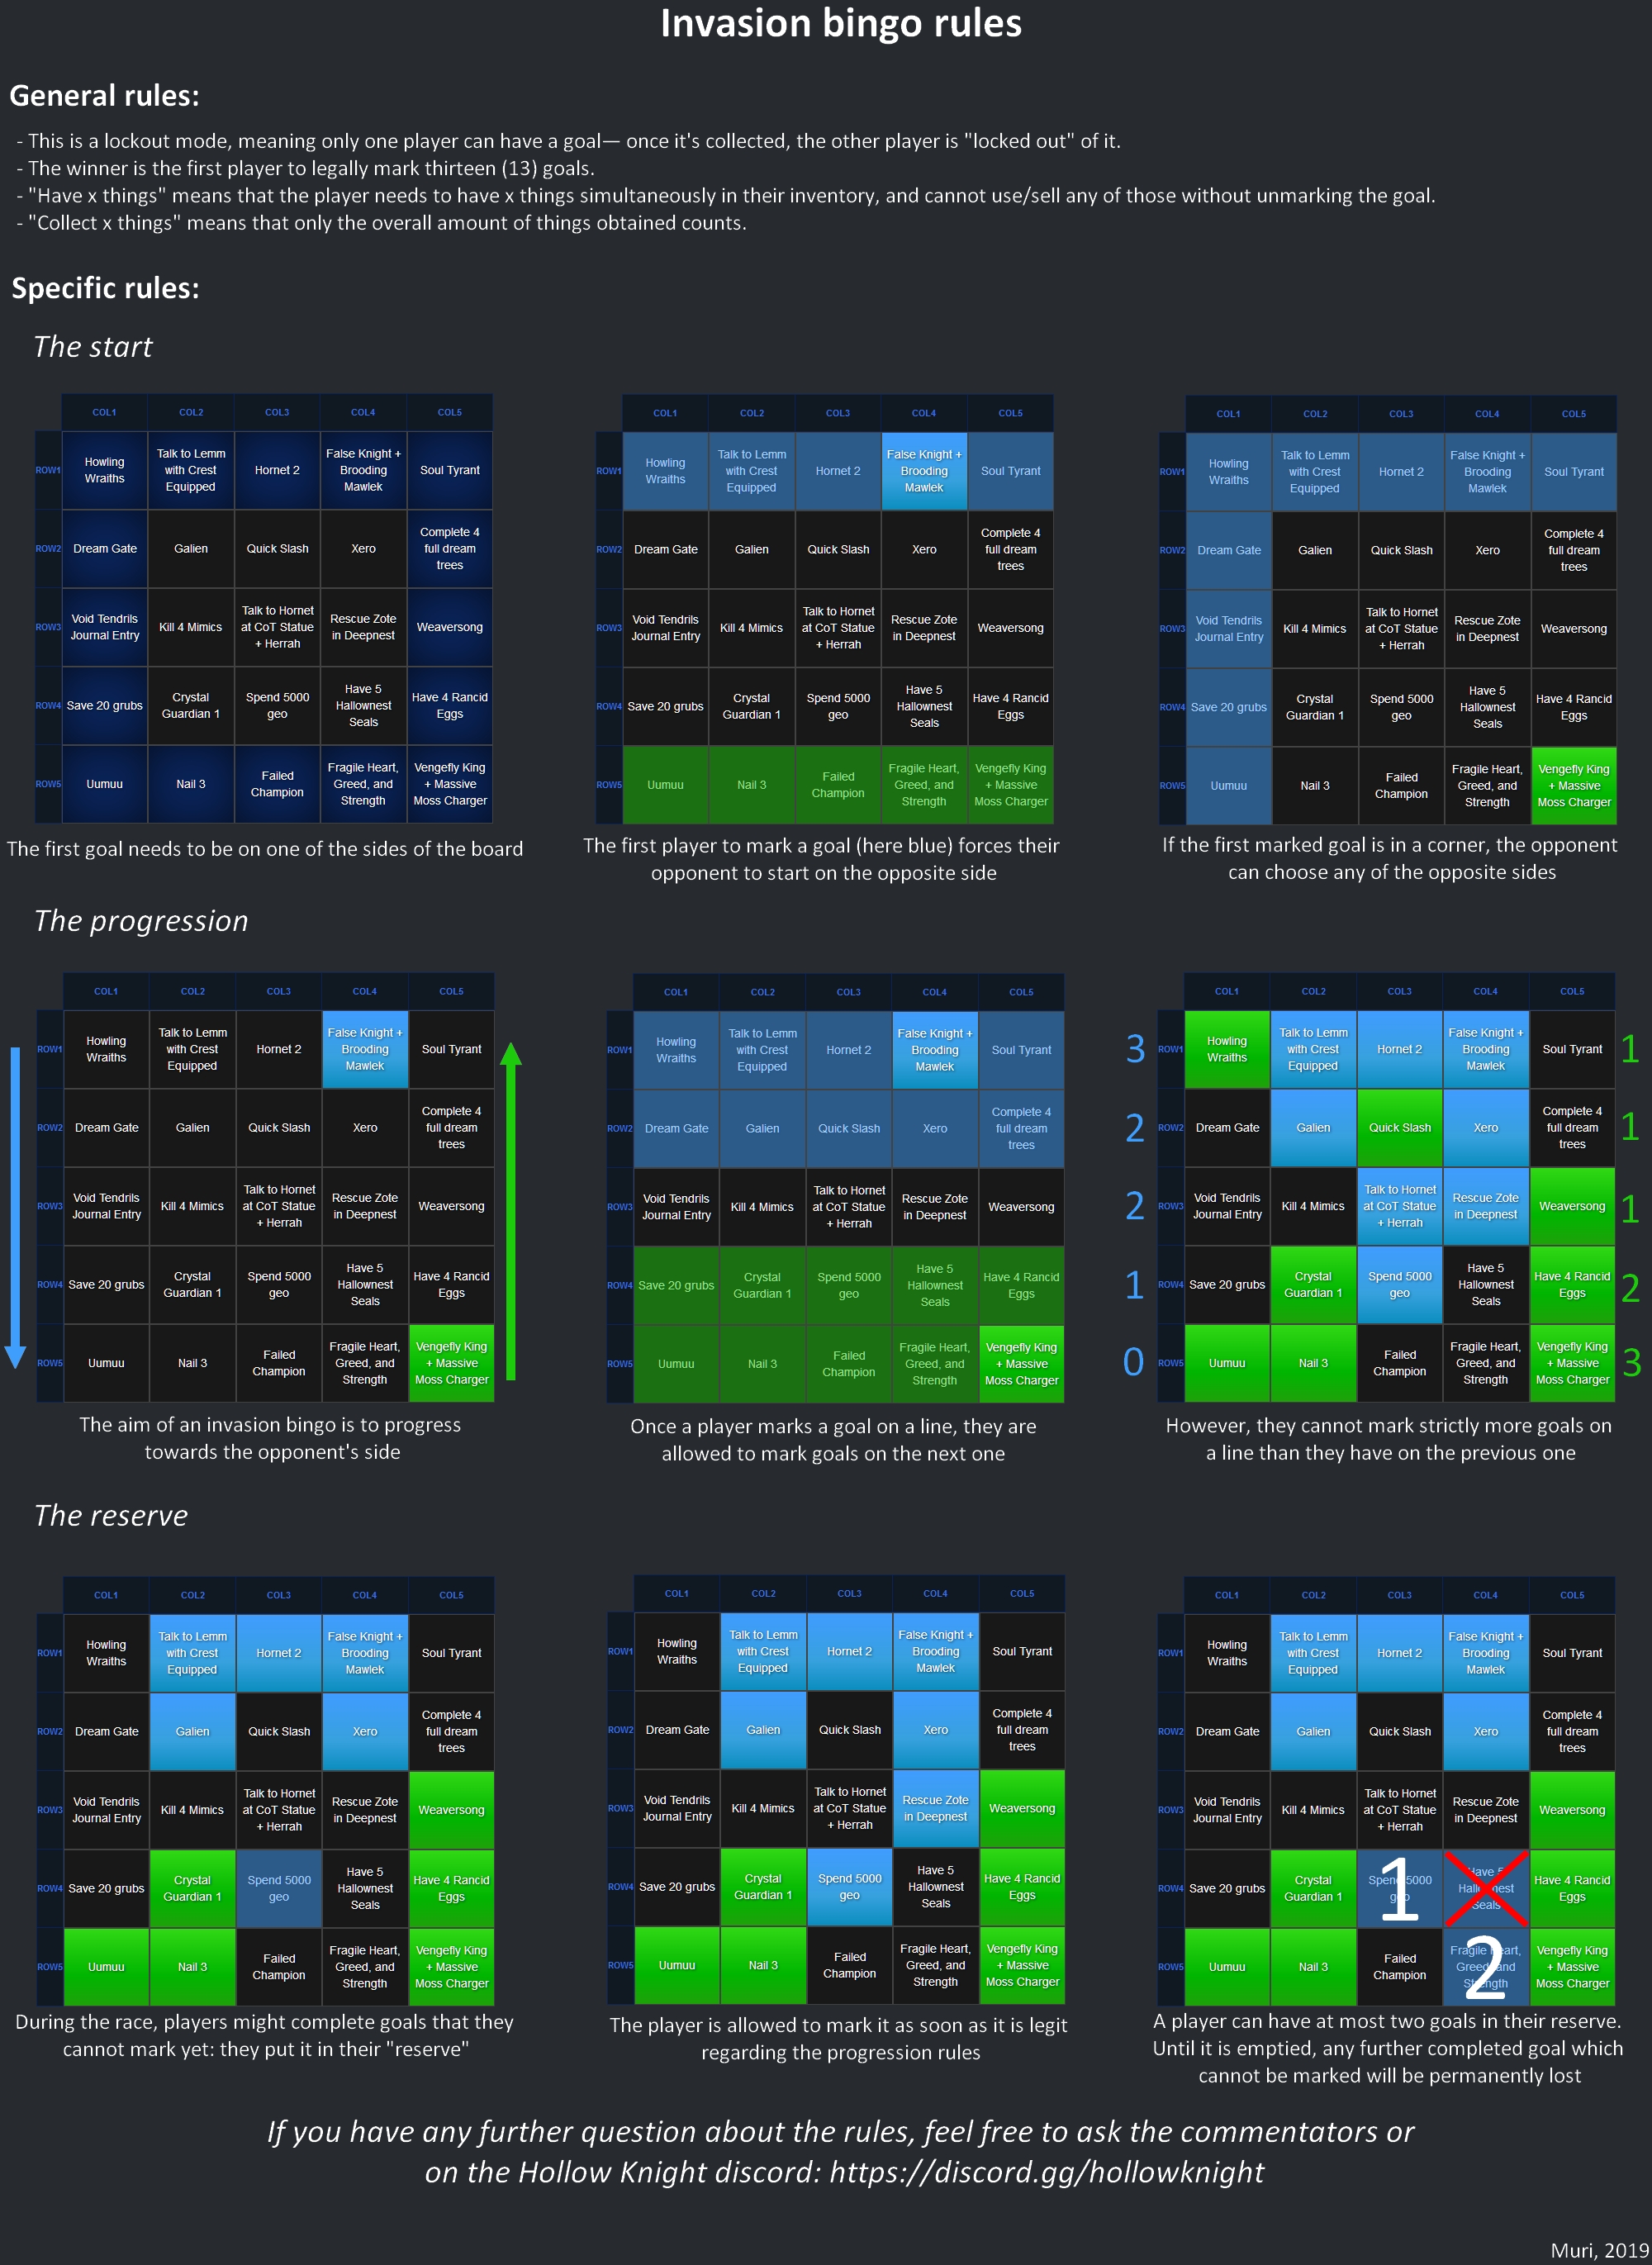 Invasion bingo rules
General rules:
- This is a lockout mode, meaning only one player can have a goal— once it's collected, the other player is "locked out" of it.
- The winner is the first player to legally mark thirteen (13) goals.
- "Have x things" means that the player needs to have x things simultaneously in their inventory, and cannot use/sell any of those without unmarking the goal.
- "Collect x things" means that only the overall amount of things obtained counts.
Specific rules:
The start
COL1 COL2 COL3 COL4 COL5
ROW1 Howling Wraiths Talk to Lemm with Crest Equipped Hornet 2 False Knight + Brooding Mawlek Soul Tyrant
ROW2 Dream Gate Galien Quick Slash Xero Complete 4 full dream trees
ROW3 Void Tendrils Journal Entry Kill 4 Mimics Talk to Hornet at CoT Statue + Herrah Rescue Zote in Deepnest Weaversong
ROW4 Save 20 grubs Crystal Guardian 1 Spend 5000 geo Have 5 Hallownest Seals Have 4 Rancid Eggs
ROW5 Uumuu Nail 3 Failed Champion Fragile Heart, Greed, and Strength Vengefly King + Massive Moss Charger
The first goal needs to be on one of the sides of the board
COL1 COL2 COL3 COL4 COL5
ROW1 Howling Wraiths Talk to Lemm with Crest Equipped Hornet 2 False Knight + Brooding Mawlek Soul Tyrant
ROW2 Dream Gate Galien Quick Slash Xero Complete 4 full dream trees
ROW3 Void Tendrils Journal Entry Kill 4 Mimics Talk to Hornet at CoT Statue + Herrah Rescue Zote in Deepnest Weaversong
ROW4 Save 20 grubs Crystal Guardian 1 Spend 5000 geo Have 5 Hallownest Seals Have 4 Rancid Eggs
ROW5 Uumuu Nail 3 Failed Champion Fragile Heart, Greed, and Strength Vengefly King + Massive Moss Charger
The first player to mark a goal (here blue) forces their
opponent to start on the opposite side
COL1 COL2 COL3 COL4 COL5
ROW1 Howling Wraiths Talk to Lemm with Crest Equipped Hornet 2 False Knight + Brooding Mawlek Soul Tyrant
ROW2 Dream Gate Galien Quick Slash Xero Complete 4 full dream trees
ROW3 Void Tendrils Journal Entry Kill 4 Mimics Talk to Hornet at CoT Statue + Herrah Rescue Zote in Deepnest Weaversong
ROW4 Save 20 grubs Crystal Guardian 1 Spend 5000 geo Have 5 Hallownest Seals Have 4 Rancid Eggs
ROW5 Uumuu Nail 3 Failed Champion Fragile Heart, Greed, and Strength Vengefly King + Massive Moss Charger
If the first marked goal is in a corner, the opponent
can choose any of the opposite sides
The progression
COL1 COL2 COL3 COL4 COL5
ROW1 Howling Wraiths Talk to Lemm with Crest Equipped Hornet 2 False Knight + Brooding Mawlek Soul Tyrant
ROW2 Dream Gate Galien Quick Slash Xero Complete 4 full dream trees
ROW3 Void Tendrils Journal Entry Kill 4 Mimics Talk to Hornet at CoT Statue + Herrah Rescue Zote in Deepnest Weaversong
ROW4 Save 20 grubs Crystal Guardian 1 Spend 5000 geo Have 5 Hallownest Seals Have 4 Rancid Eggs
ROW5 Uumuu Nail 3 Failed Champion Fragile Heart, Greed, and Strength Vengefly King + Massive Moss Charger
The aim of an invasion bingo is to progress
towards the opponent's side
COL1 COL2 COL3 COL4 COL5
ROW1 Howling Wraiths Talk to Lemm with Crest Equipped Hornet 2 False Knight + Brooding Mawlek Soul Tyrant
ROW2 Dream Gate Galien Quick Slash Xero Complete 4 full dream trees
ROW3 Void Tendrils Journal Entry Kill 4 Mimics Talk to Hornet at CoT Statue + Herrah Rescue Zote in Deepnest Weaversong
ROW4 Save 20 grubs Crystal Guardian 1 Spend 5000 geo Have 5 Hallownest Seals Have 4 Rancid Eggs
ROW5 Uumuu Nail 3 Failed Champion Fragile Heart, Greed, and Strength Vengefly King + Massive Moss Charger
Once a player marks a goal on a line, they are
allowed to mark goals on the next one
COL1 COL2 COL3 COL4 COL5
3 ROW1 Howling Wraiths Talk to Lemm with Crest Equipped Hornet 2 False Knight + Brooding Mawlek Soul Tyrant 1
2 ROW2 Dream Gate Galien Quick Slash Xero Complete 4 full dream trees 1
2 ROW3 Void Tendrils Journal Entry Kill 4 Mimics Talk to Hornet at CoT Statue + Herrah Rescue Zote in Deepnest Weaversong 1
1 ROW4 Save 20 grubs Crystal Guardian 1 Spend 5000 geo Have 5 Hallownest Seals Have 4 Rancid Eggs 2
0 ROW5 Uumuu Nail 3 Failed Champion Fragile Heart, Greed, and Strength Vengefly King + Massive Moss Charger 3
However, they cannot mark strictly more goals on
a line than they have on the previous one
The reserve
COL1 COL2 COL3 COL4 COL5
ROW1 Howling Wraiths Talk to Lemm with Crest Equipped Hornet 2 False Knight + Brooding Mawlek Soul Tyrant
ROW2 Dream Gate Galien Quick Slash Xero Complete 4 full dream trees
ROW3 Void Tendrils Journal Entry Kill 4 Mimics Talk to Hornet at CoT Statue + Herrah Rescue Zote in Deepnest Weaversong
ROW4 Save 20 grubs Crystal Guardian 1 Spend 5000 geo Have 5 Hallownest Seals Have 4 Rancid Eggs
ROW5 Uumuu Nail 3 Failed Champion Fragile Heart, Greed, and Strength Vengefly King + Massive Moss Charger
During the race, players might complete goals that they
cannot mark yet: they put it in their "reserve"
COL1 COL2 COL3 COL4 COL5
ROW1 Howling Wraiths Talk to Lemm with Crest Equipped Hornet 2 False Knight + Brooding Mawlek Soul Tyrant
ROW2 Dream Gate Galien Quick Slash Xero Complete 4 full dream trees
ROW3 Void Tendrils Journal Entry Kill 4 Mimics Talk to Hornet at CoT Statue + Herrah Rescue Zote in Deepnest Weaversong
ROW4 Save 20 grubs Crystal Guardian 1 Spend 5000 geo Have 5 Hallownest Seals Have 4 Rancid Eggs
ROW5 Uumuu Nail 3 Failed Champion Fragile Heart, Greed, and Strength Vengefly King + Massive Moss Charger
The player is allowed to mark it as soon as it is legit
regarding the progression rules
COL1 COL2 COL3 COL4 COL5
ROW1 Howling Wraiths Talk to Lemm with Crest Equipped Hornet 2 False Knight + Brooding Mawlek Soul Tyrant
ROW2 Dream Gate Galien Quick Slash Xero Complete 4 full dream trees
ROW3 Void Tendrils Journal Entry Kill 4 Mimics Talk to Hornet at CoT Statue + Herrah Rescue Zote in Deepnest Weaversong
ROW4 Save 20 grubs Crystal Guardian 1 Spend 5000 geo 1 Have 5 Hallownest Seals Have 4 Rancid Eggs
ROW5 Uumuu Nail 3 Failed Champion Fragile Heart, Greed, and Strength 2 Vengefly King + Massive Moss Charger
A player can have at most two goals in their reserve.
Until it is emptied, any further completed goal which
cannot be marked will be permanently lost
If you have any further question about the rules, feel free to ask the commentators or
on the Hollow Knight discord: https://discord.gg/hollowknight
Muri, 2019